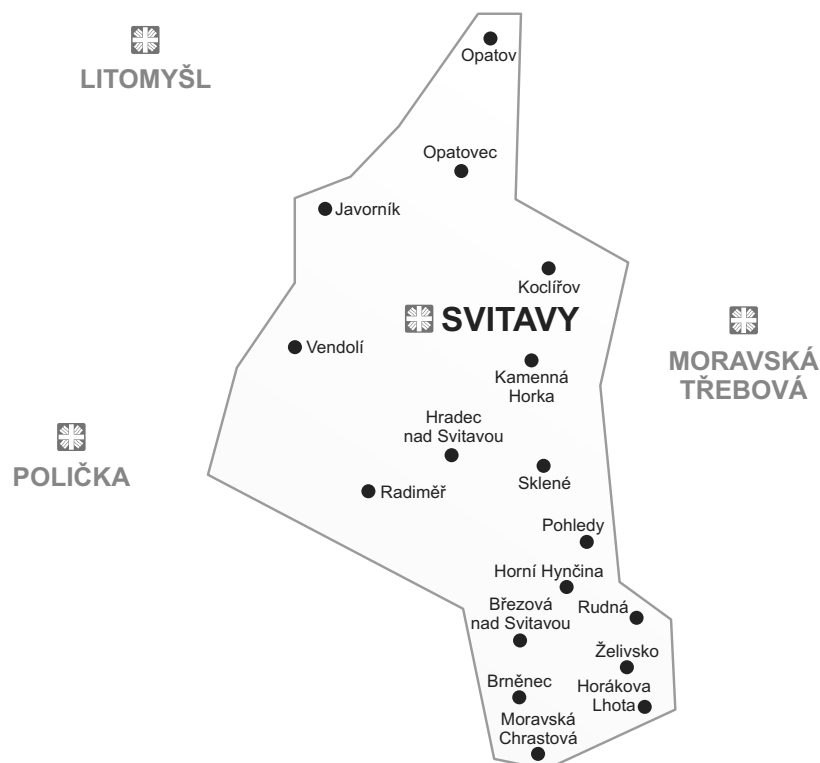 LITOMYŠL
Opatov
Opatovec
Javorník
Koclířov
SVITAVY
Vendolí
MORAVSKÁ
TŘEBOVÁ
Kamenná
Horka
Hradec
nad Svitavou
POLIČKA
Sklené
Radiměř
Pohledy
Horní Hynčina
Březová
nad Svitavou
Rudná
Želivsko
Brněnec
Horákova
Lhota
Moravská
Chrastová